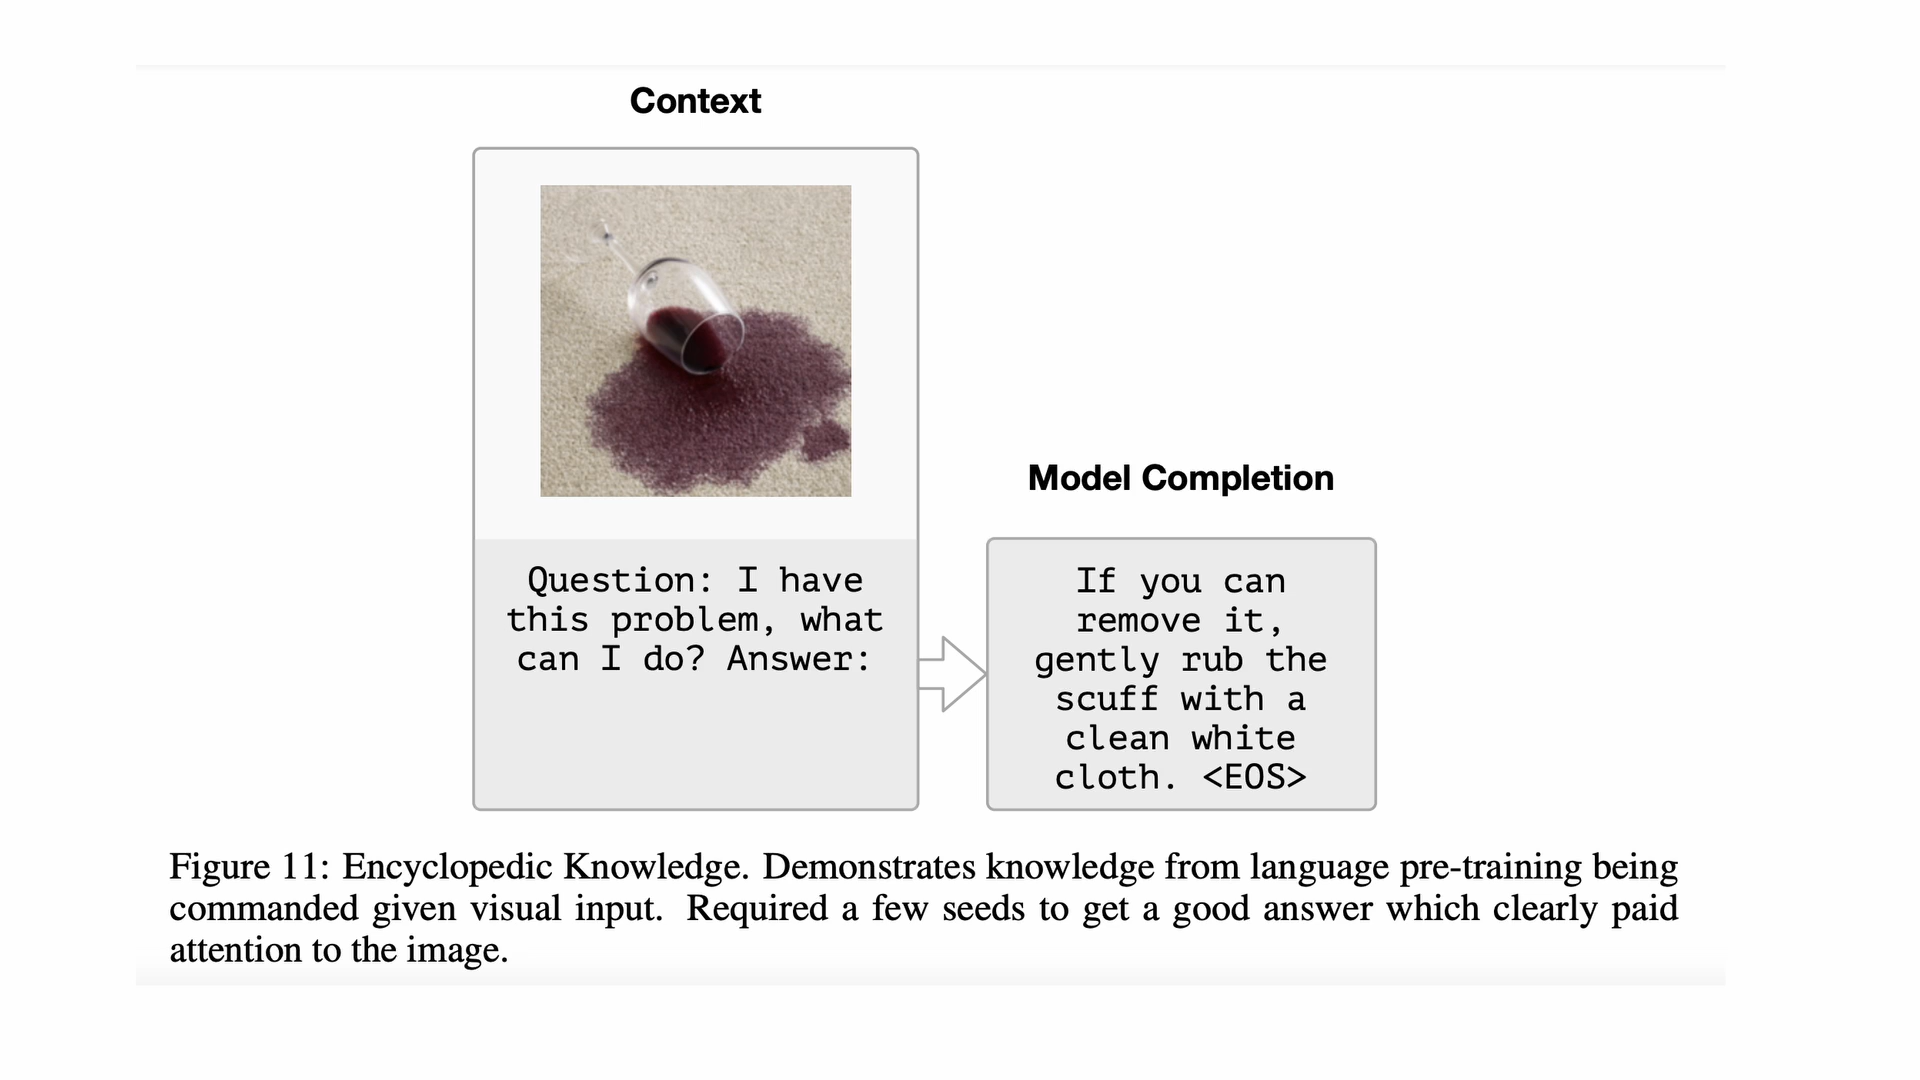 Context
Question: I have
this problem, what
can I do? Answer:
Model Completion
If you can
remove it,
gently rub the
scuff with a
clean white
cloth. <EOS>
Figure 11: Encyclopedic Knowledge. Demonstrates knowledge from language pre-training being
commanded given visual input. Required a few seeds to get a good answer which clearly paid
attention to the image.